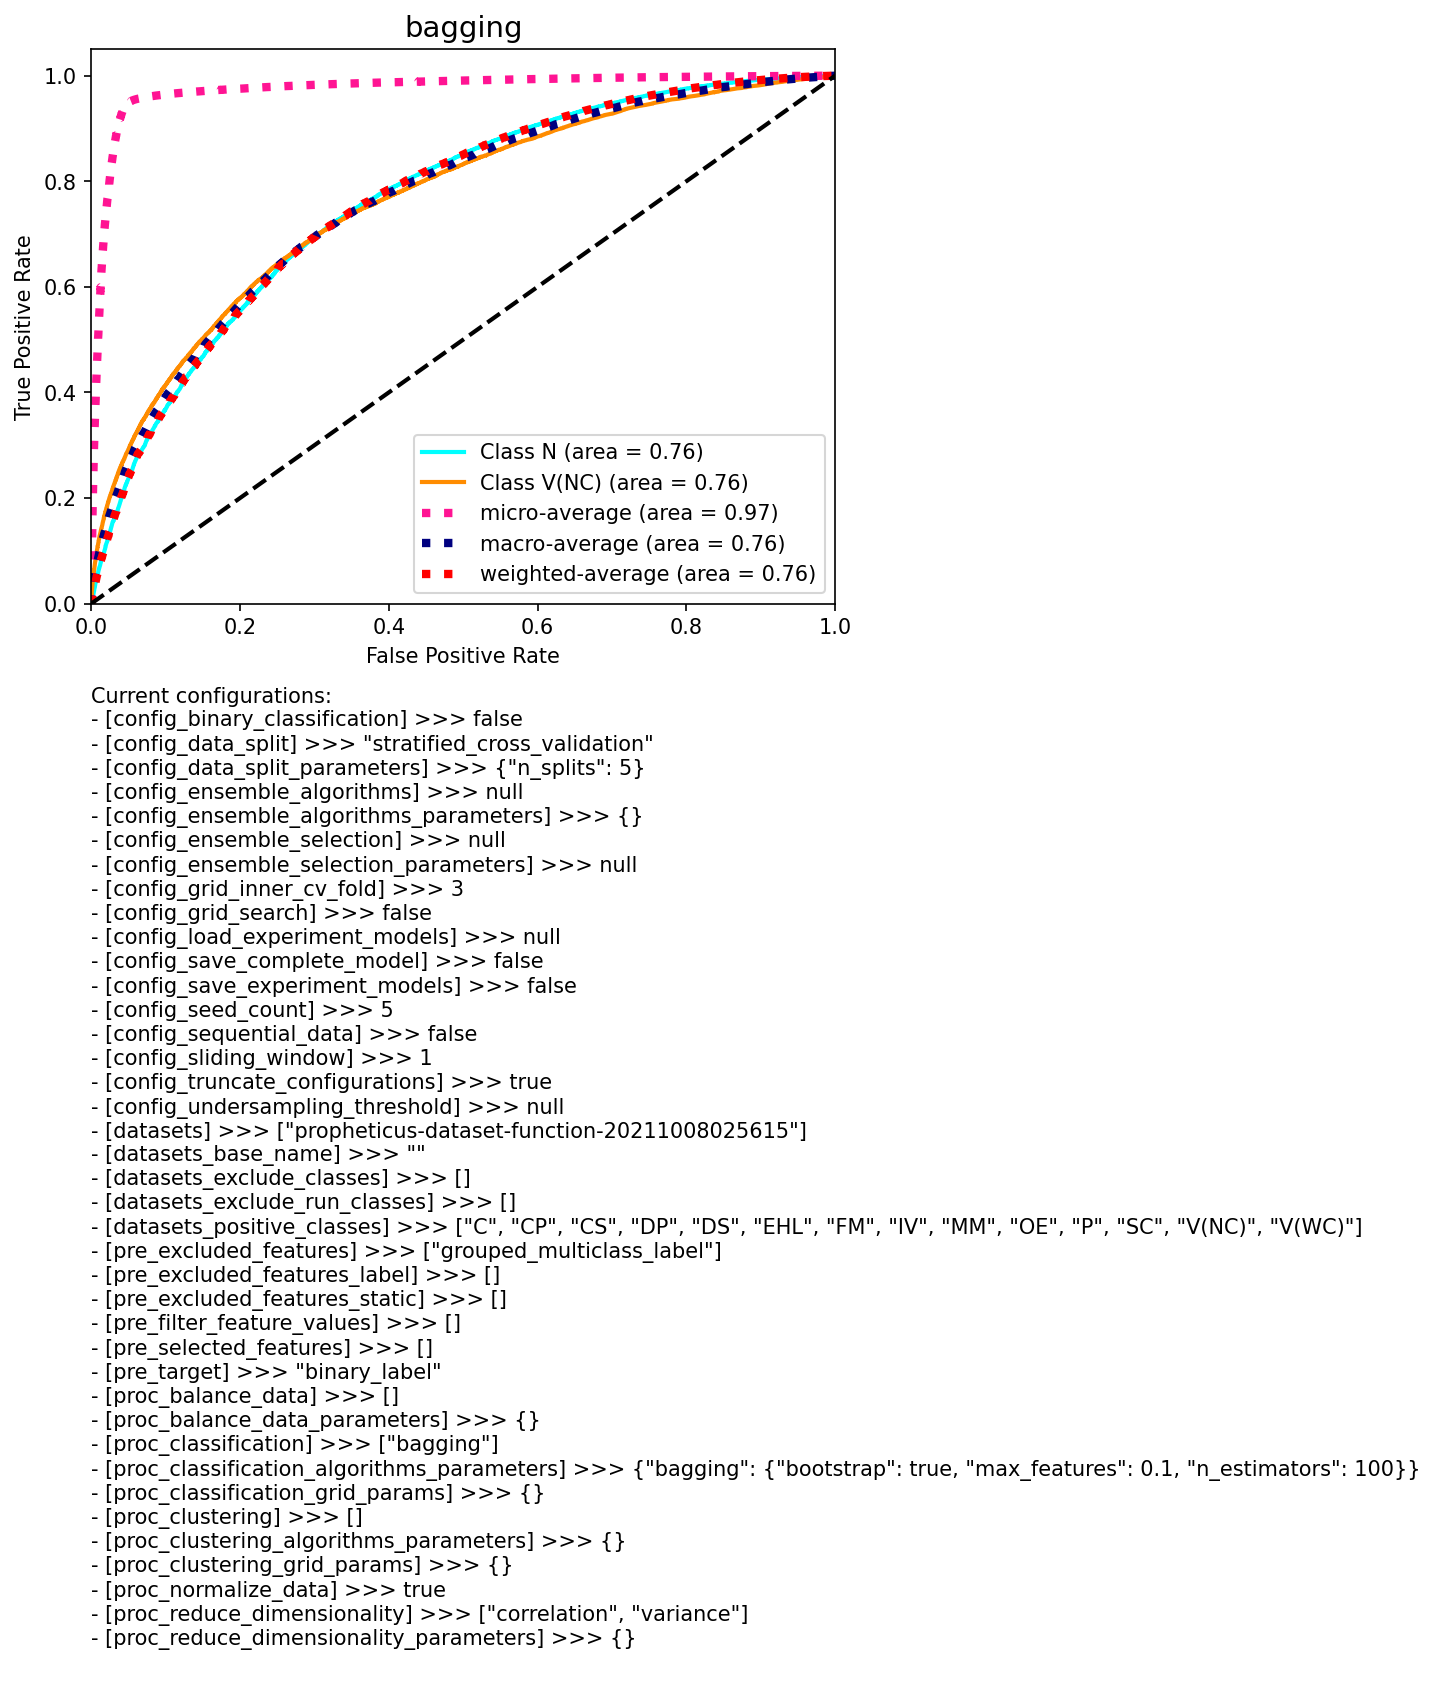 bagging
1.0
0.8
0.6
0.4
0.2
0.0
True Positive Rate
Class N (area = 0.76)
Class V(NC) (area = 0.76)
micro-average (area = 0.97)
macro-average (area = 0.76)
weighted-average (area = 0.76)
0.0 0.2 0.4 0.6 0.8 1.0
False Positive Rate
Current configurations:
- [config_binary_classification] >>> false
- [config_data_split] >>> "stratified_cross_validation"
- [config_data_split_parameters] >>> {"n_splits": 5}
- [config_ensemble_algorithms] >>> null
- [config_ensemble_algorithms_parameters] >>> {}
- [config_ensemble_selection] >>> null
- [config_ensemble_selection_parameters] >>> null
- [config_grid_inner_cv_fold] >>> 3
- [config_grid_search] >>> false
- [config_load_experiment_models] >>> null
- [config_save_complete_model] >>> false
- [config_save_experiment_models] >>> false
- [config_seed_count] >>> 5
- [config_sequential_data] >>> false
- [config_sliding_window] >>> 1
- [config_truncate_configurations] >>> true
- [config_undersampling_threshold] >>> null
- [datasets] >>> ["propheticus-dataset-function-20211008025615"]
- [datasets_base_name] >>> ""
- [datasets_exclude_classes] >>> []
- [datasets_exclude_run_classes] >>> []
- [datasets_positive_classes] >>> ["C", "CP", "CS", "DP", "DS", "EHL", "FM", "IV", "MM", "OE", "P", "SC", "V(NC)", "V(WC)"]
- [pre_excluded_features] >>> ["grouped_multiclass_label"]
- [pre_excluded_features_label] >>> []
- [pre_excluded_features_static] >>> []
- [pre_filter_feature_values] >>> []
- [pre_selected_features] >>> []
- [pre_target] >>> "binary_label"
- [proc_balance_data] >>> []
- [proc_balance_data_parameters] >>> {}
- [proc_classification] >>> ["bagging"]
- [proc_classification_algorithms_parameters] >>> {"bagging": {"bootstrap": true, "max_features": 0.1, "n_estimators": 100}}
- [proc_classification_grid_params] >>> {}
- [proc_clustering] >>> []
- [proc_clustering_algorithms_parameters] >>> {}
- [proc_clustering_grid_params] >>> {}
- [proc_normalize_data] >>> true
- [proc_reduce_dimensionality] >>> ["correlation", "variance"]
- [proc_reduce_dimensionality_parameters] >>> {}